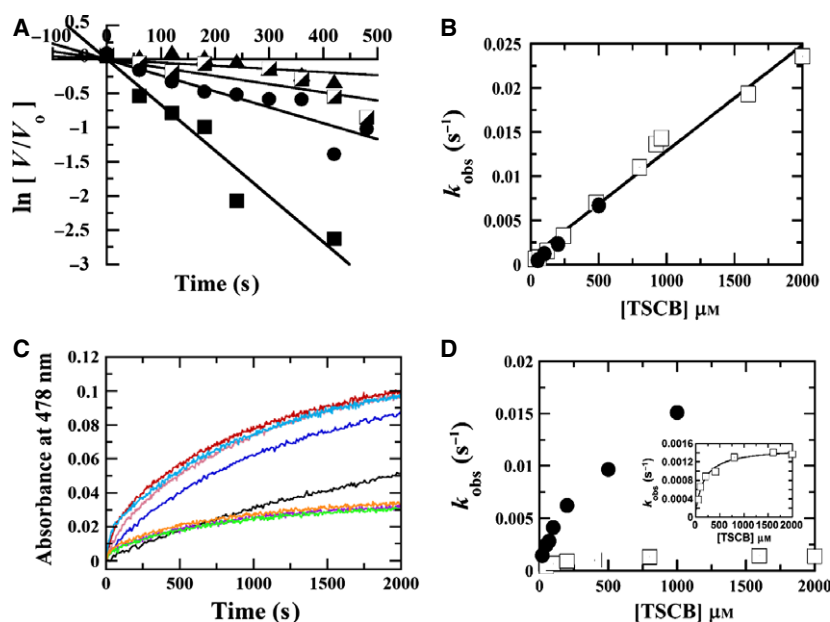 A
−100 0 100 200 300 400 500
0.5
0
-0.5
-1
-1.5
-2
-2.5
-3
ln [ V/Vo ]
Time (s)
B
0.025
0.02
0.015
0.01
0.005
0
kobs (s−1)
0 500 1000 1500 2000
[TSCB] μM
C
0.12
0.1
0.08
0.06
0.04
0.02
0
Absorbance at 478 nm
0 500 1000 1500 2000
Time (s)
D
0.02
0.015
0.01
0.005
0
kobs (s−1)
0 500 1000 1500 2000
[TSCB] μM
0.0016
0.0012
0.0008
0.0004
0
kobs (s−1)
0 400 800 1200 1600 2000
[TSCB] μM